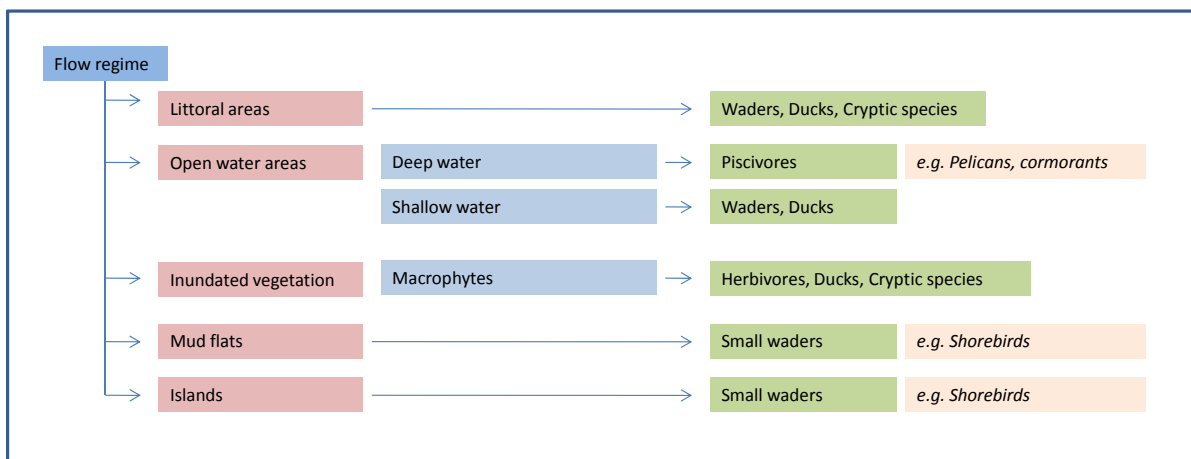 Flow regime
Littoral areas
Waders, Ducks, Cryptic species
Open water areas
Deep water
Piscivores
e.g. Pelicans, cormorants
Shallow water
Waders, Ducks
Inundated vegetation
Macrophytes
Herbivores, Ducks, Cryptic species
Mud flats
Small waders
e.g. Shorebirds
Islands
Small waders
e.g. Shorebirds